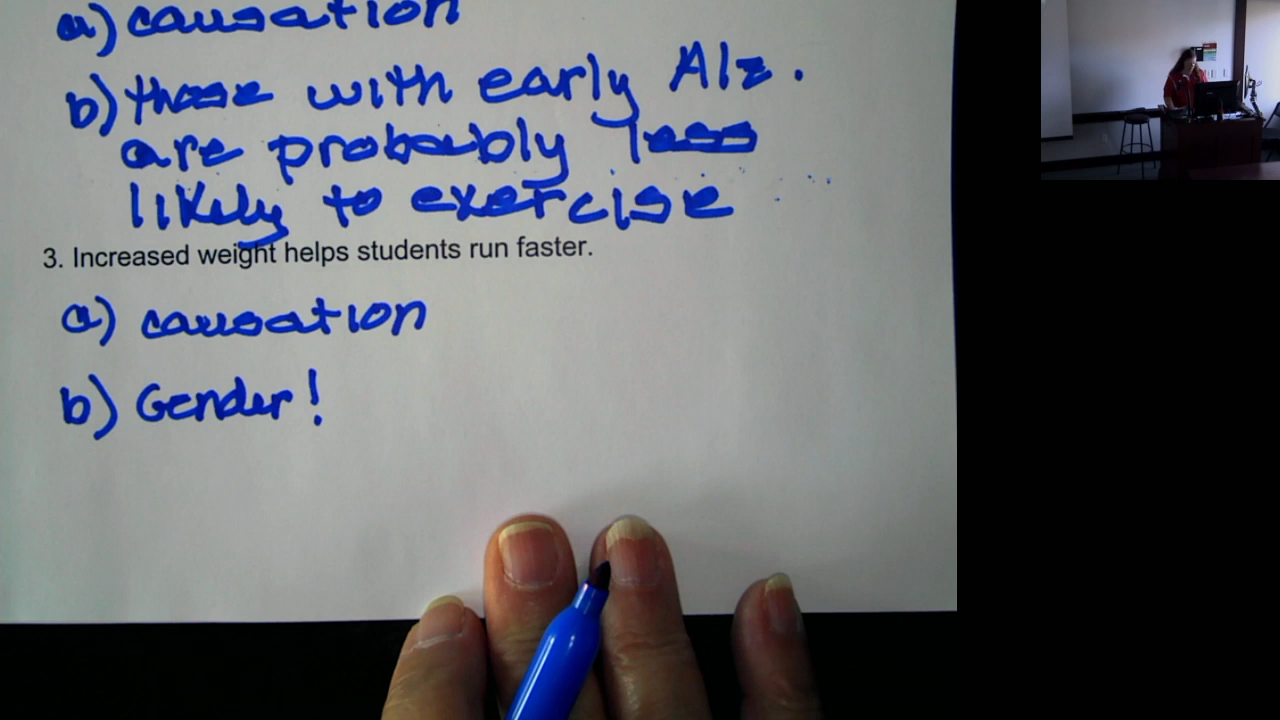 a) causation
b) those with early Alz.
are probably less
likely to exercise
3. Increased weight helps students run faster.
a) causation
b) Gender!